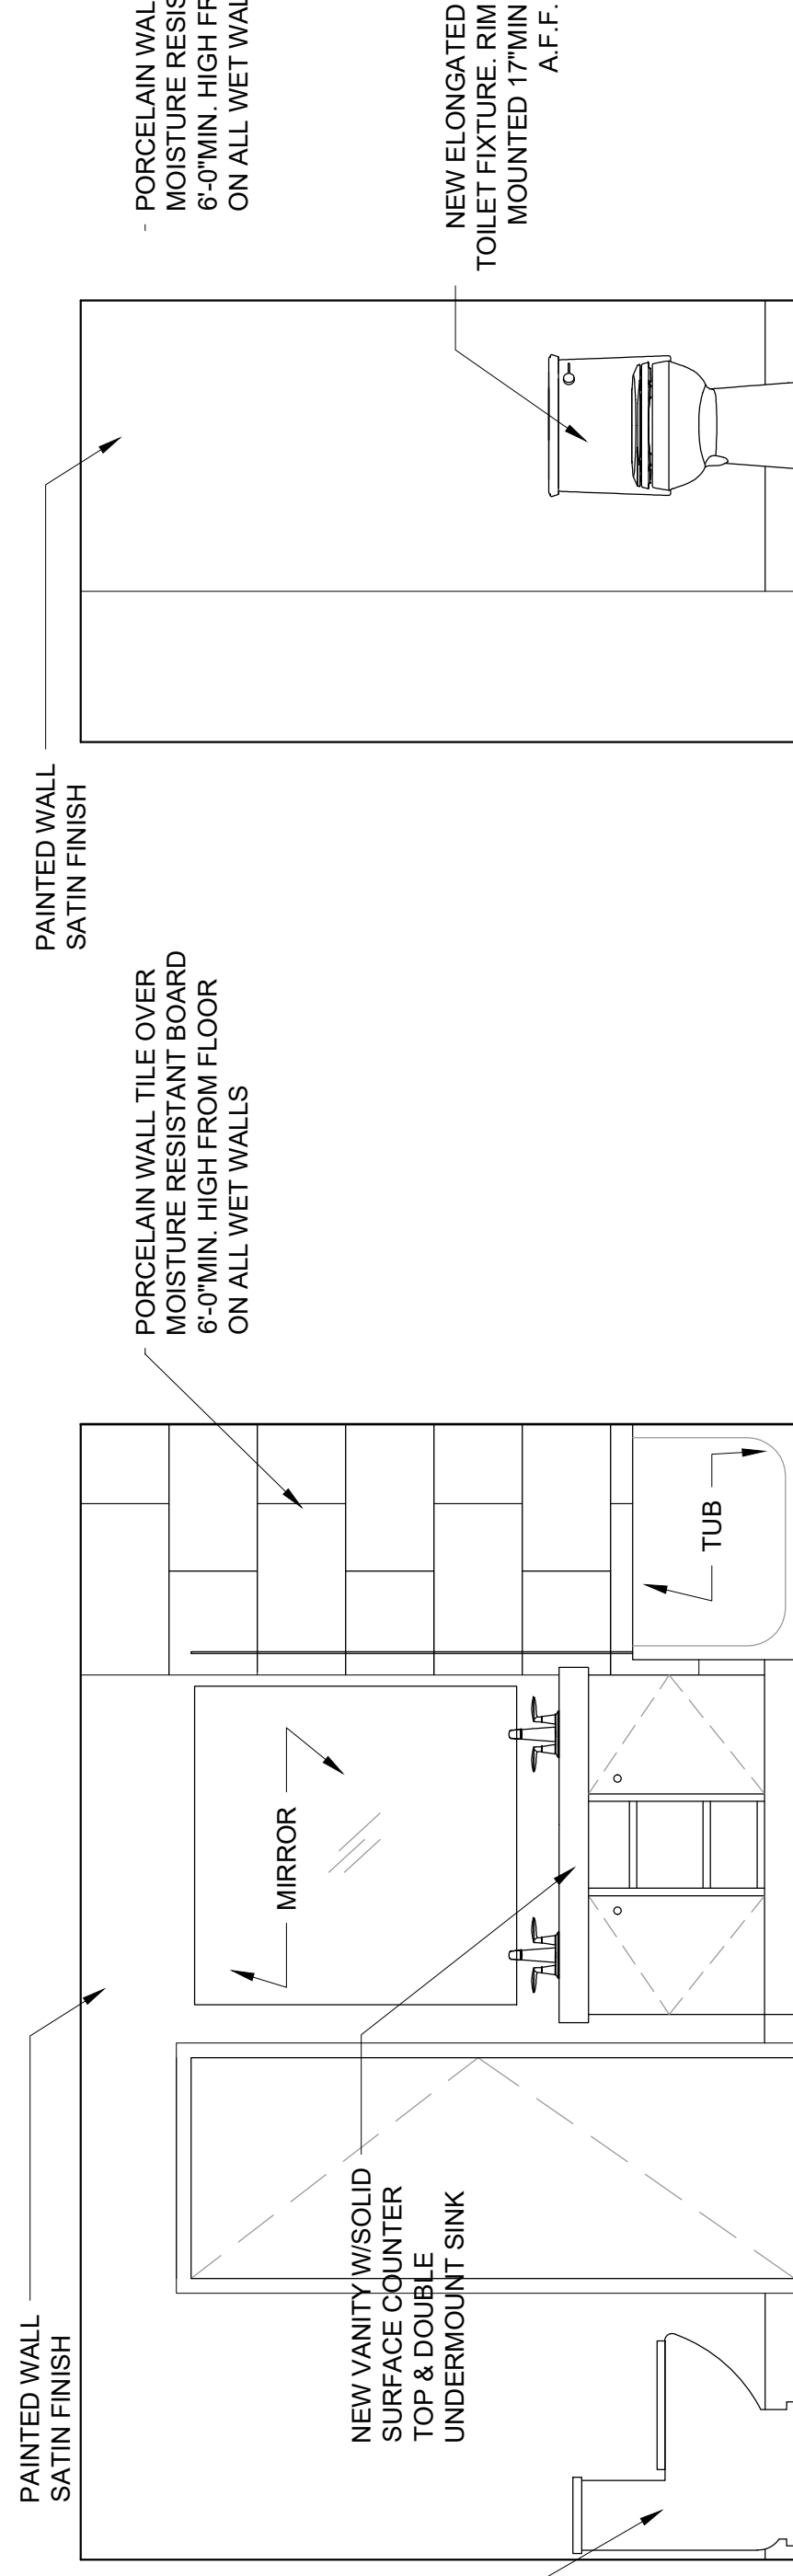 PAINTED WALL
SATIN FINISH
NEW VANITY W/SOLID
SURFACE COUNTER
TOP & DOUBLE
UNDERMOUNT SINK
MIRROR
TUB
PORCELAIN WALL TILE OVER
MOISTURE RESISTANT BOARD
6'-0"MIN. HIGH FROM FLOOR
ON ALL WET WALLS
PAINTED WALL
SATIN FINISH
NEW ELONGATED
TOILET FIXTURE. RIM
MOUNTED 17"MIN
A.F.F.
PORCELAIN WAL
MOISTURE RESIS
6'-0"MIN. HIGH FR
ON ALL WET WAL